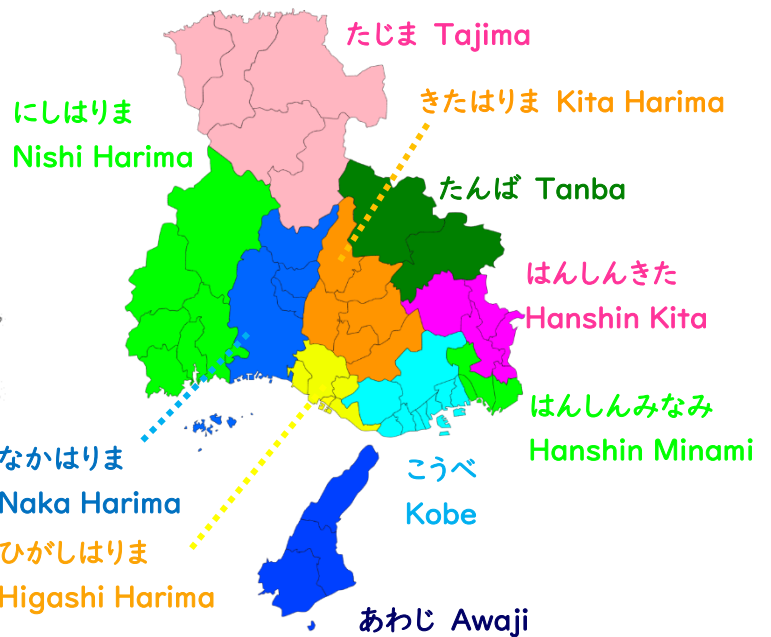 たじま Tajima
きたはりま Kita Harima
にしはりま
Nishi Harima
たんば Tanba
はんしんきた
Hanshin Kita
はんしんみなみ
Hanshin Minami
なかはりま
Naka Harima
こうべ
Kobe
ひがしはりま
Higashi Harima
あわじ Awaji